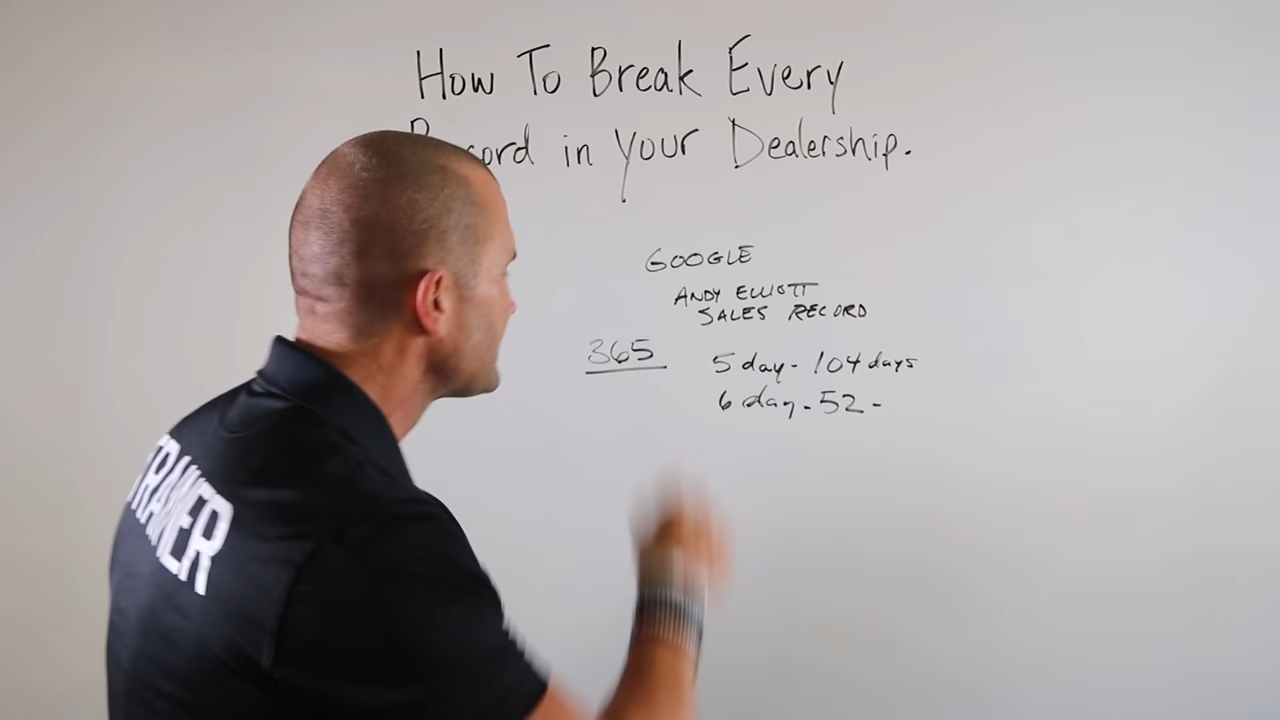 How To Break Every
Record in Your Dealership.
GOOGLE
ANDY ELLIOTT
SALES RECORD
365
5 day - 104 days
6 day - 52 -
TRAINER